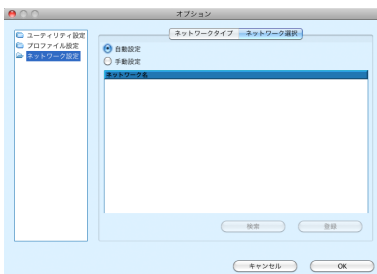 オプション
ユーティリティ設定
プロファイル設定
ネットワーク設定
ネットワークタイプ ネットワーク選択
自動設定
手動設定
ネットワーク名
検索 登録
キャンセル OK